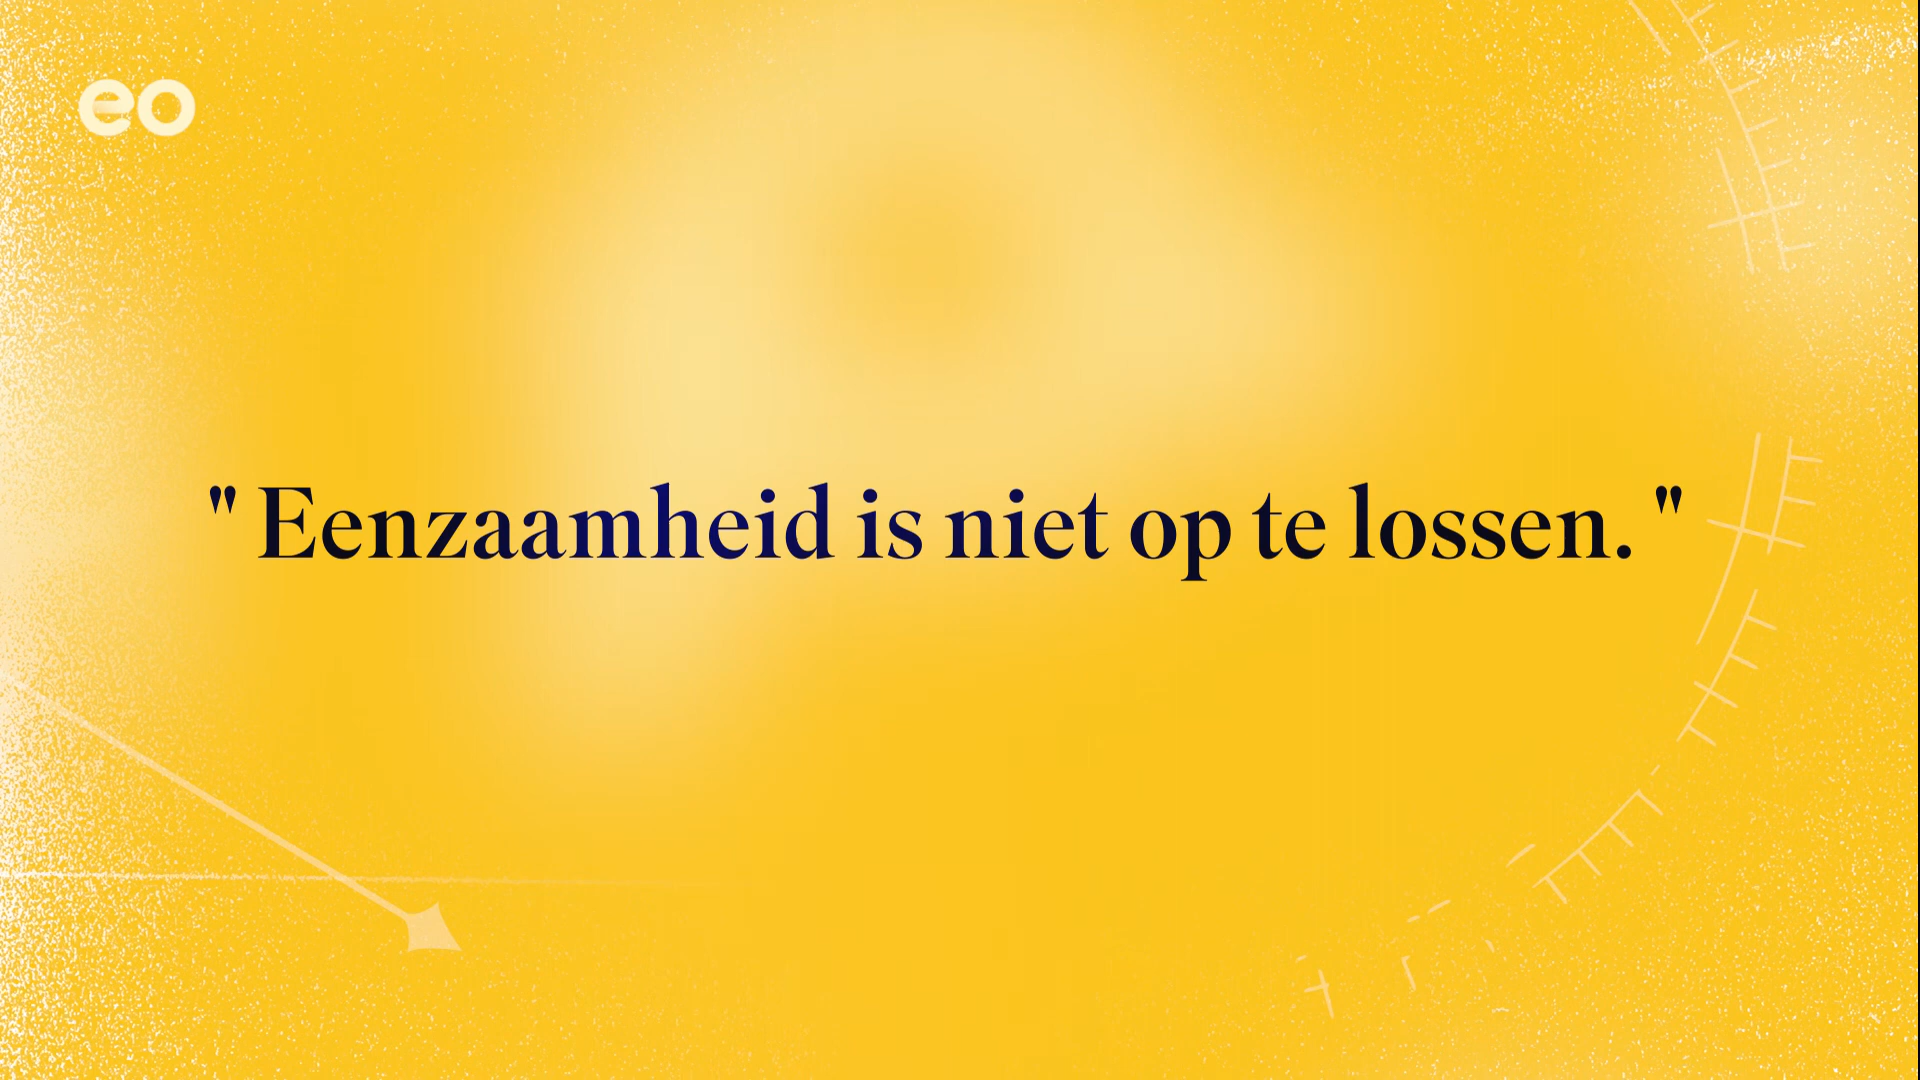 eo
" Eenzaamheid is niet op te lossen. "